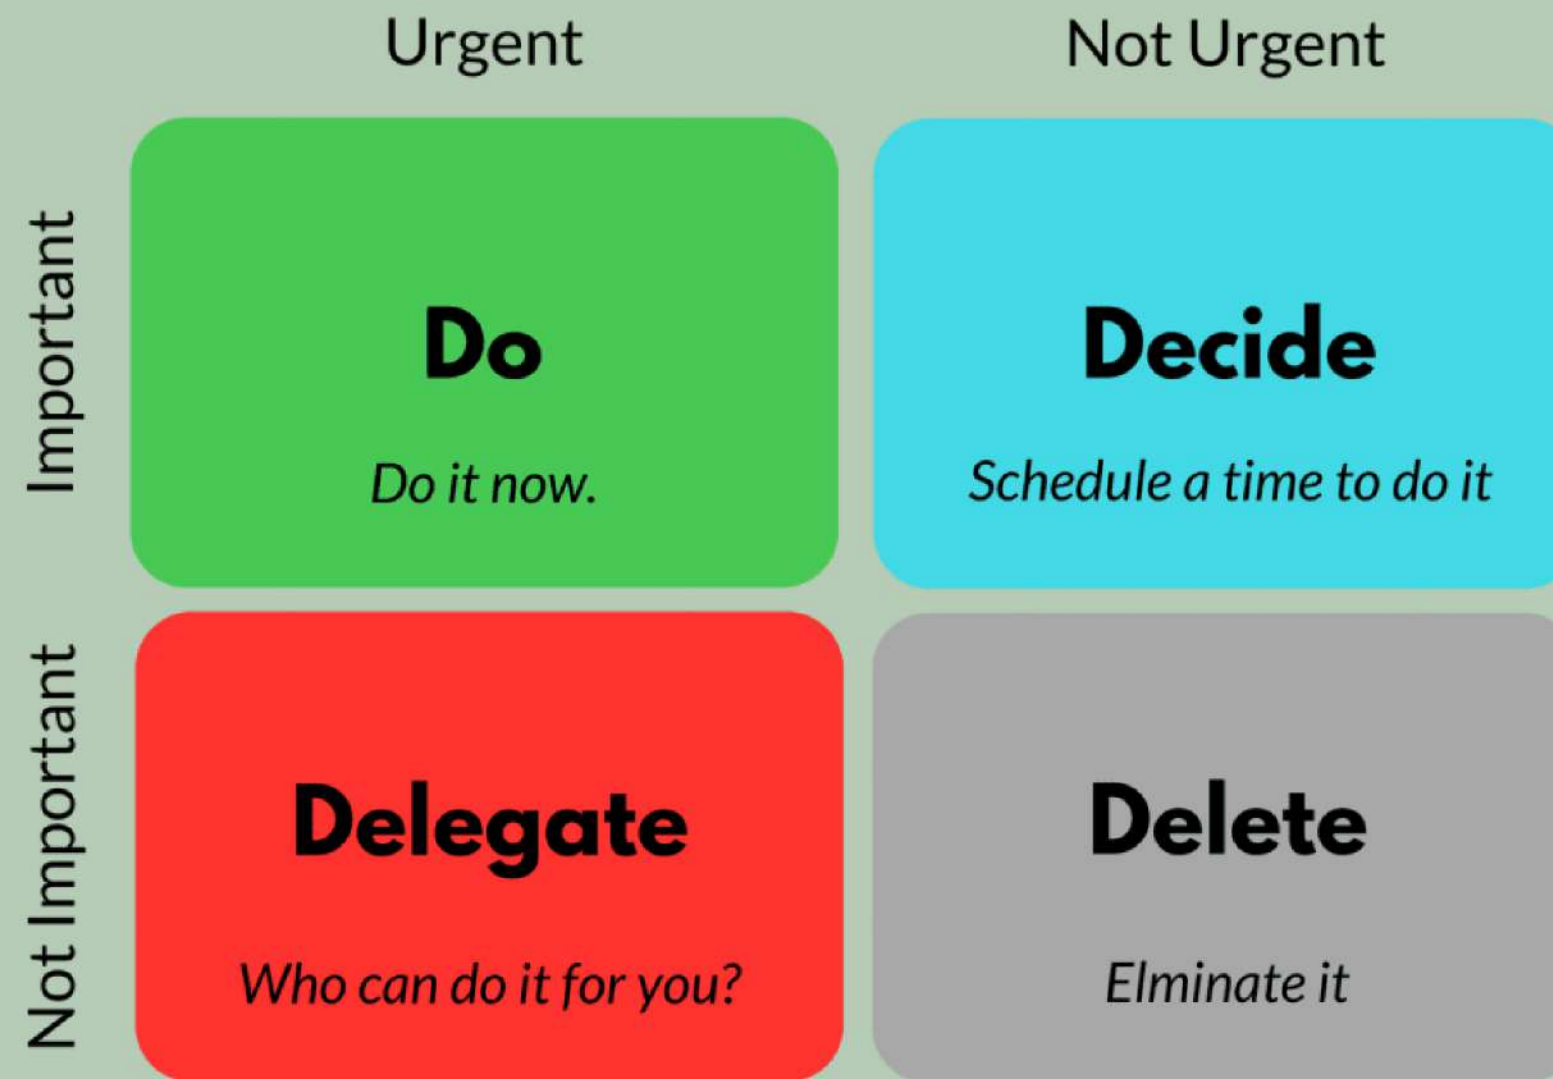 Urgent
Not Urgent
Important
Do
Do it now.
Decide
Schedule a time to do it
Not Important
Delegate
Who can do it for you?
Delete
Elminate it